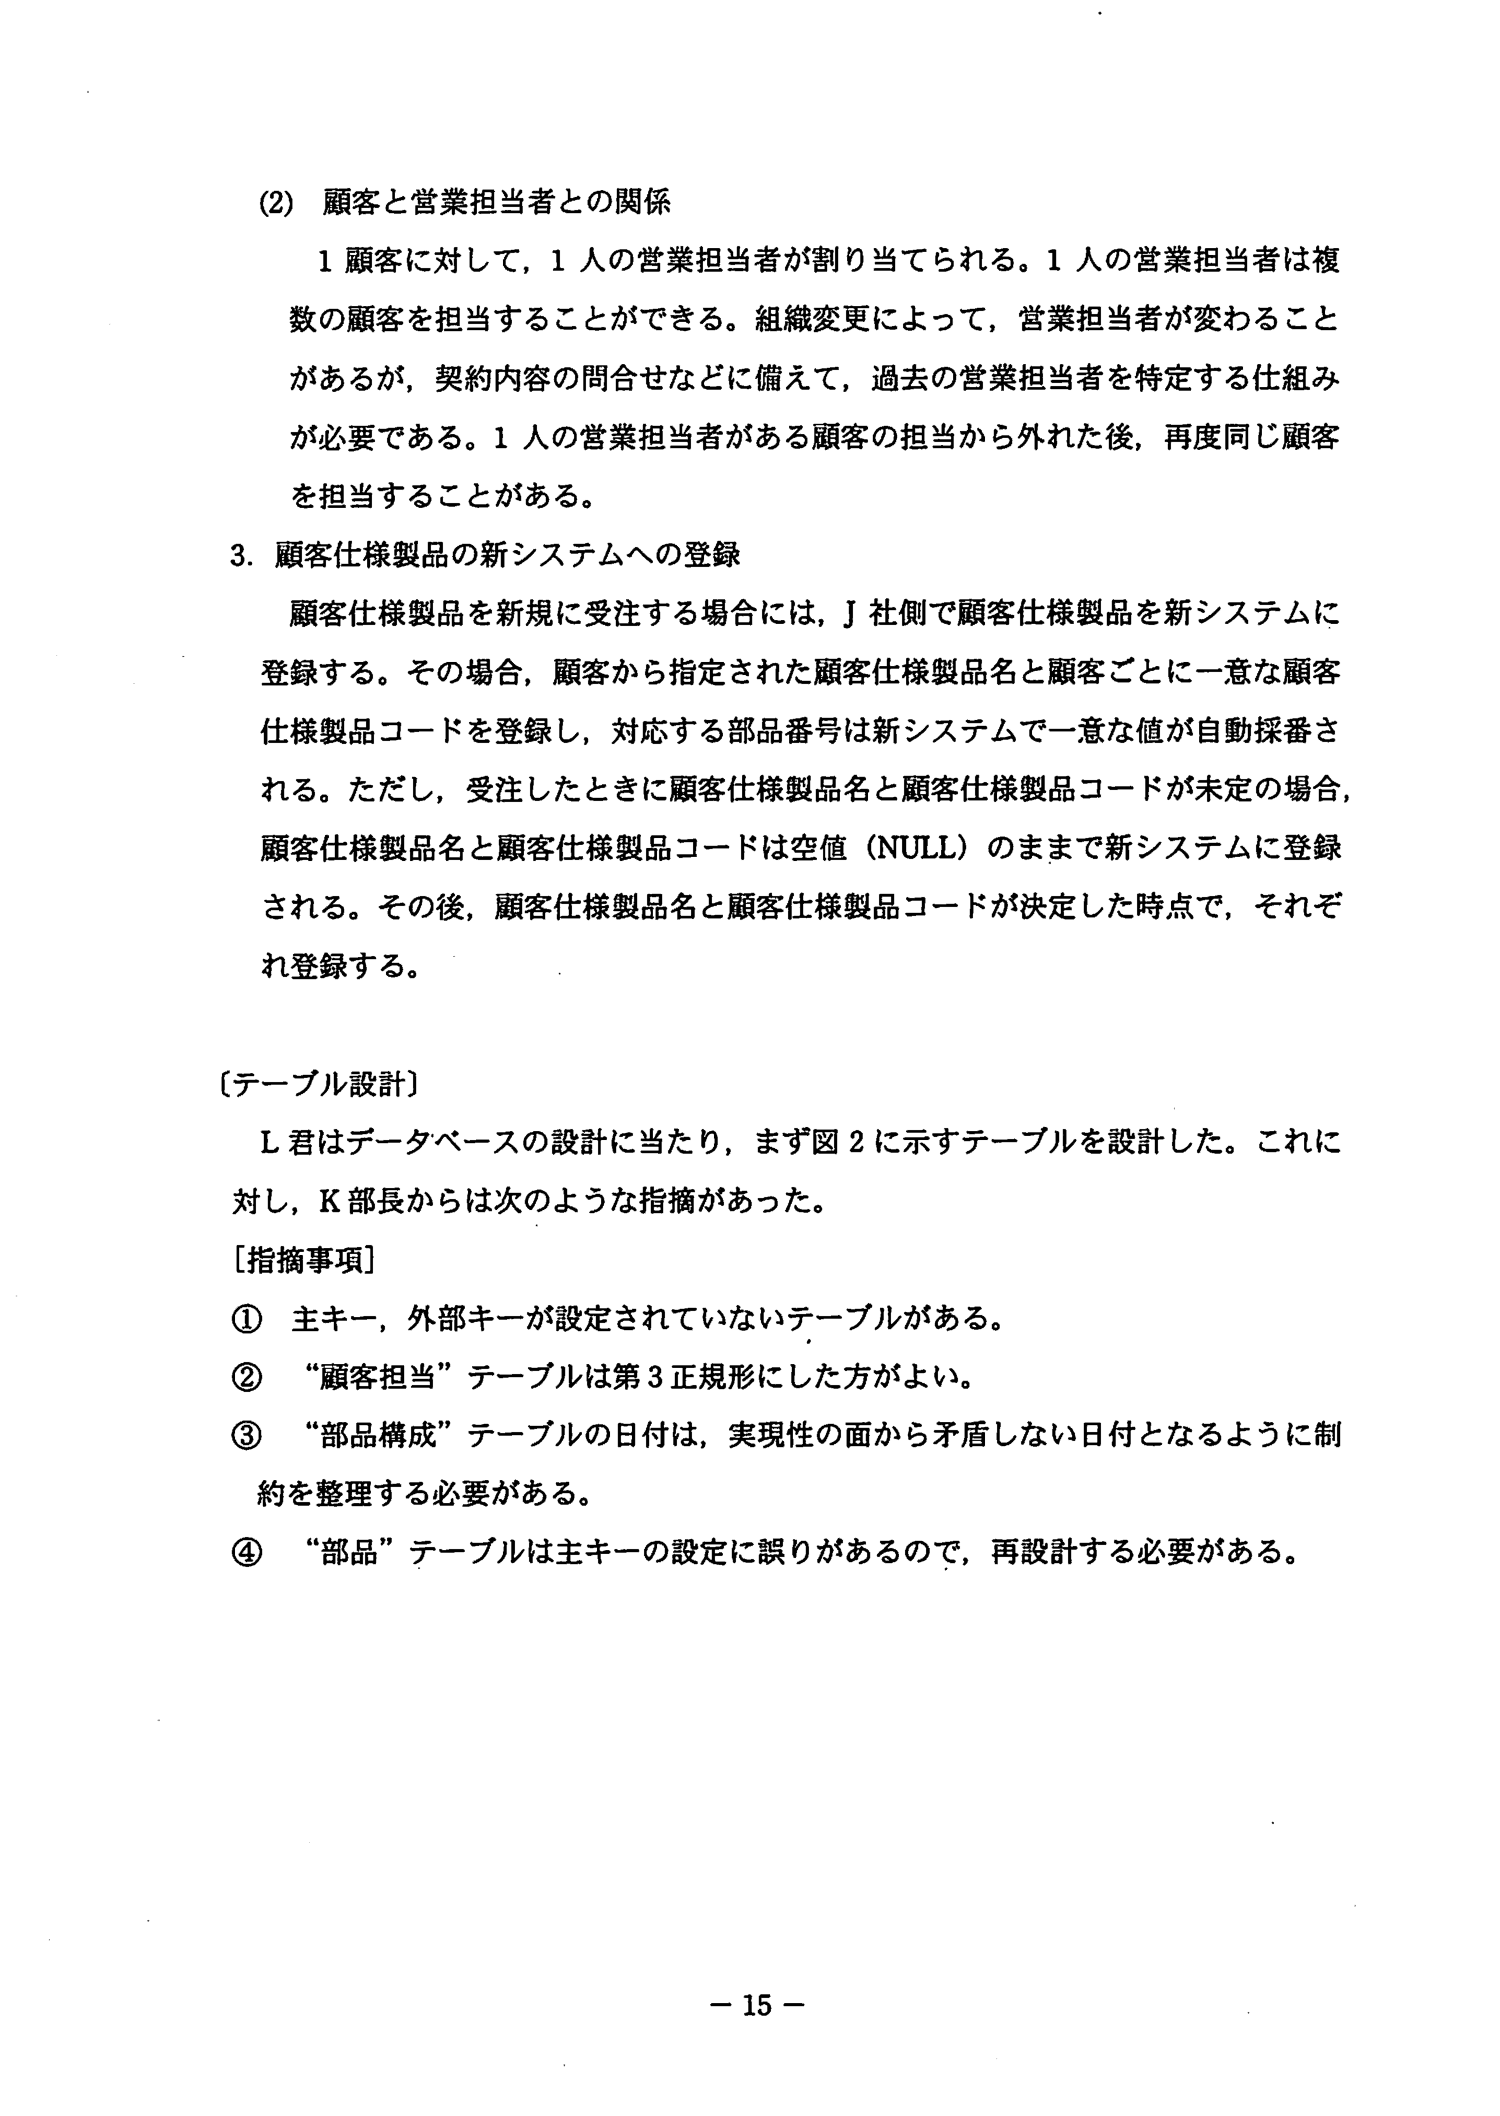 (2) 顧客と営業担当者との関係
1 顧客に対して，1 人の営業担当者が割り当てられる。1 人の営業担当者は複
数の顧客を担当することができる。組織変更によって，営業担当者が変わること
があるが，契約内容の問合せなどに備えて，過去の営業担当者を特定する仕組み
が必要である。1 人の営業担当者がある顧客の担当から外れた後，再度同じ顧客
を担当することがある。
3. 顧客仕様製品の新システムへの登録
顧客仕様製品を新規に受注する場合には，J 社側で顧客仕様製品を新システムに
登録する。その場合，顧客から指定された顧客仕様製品名と顧客ごとに一意な顧客
仕様製品コードを登録し，対応する部品番号は新システムで一意な値が自動採番さ
れる。ただし，受注したときに顧客仕様製品名と顧客仕様製品コードが未定の場合，
顧客仕様製品名と顧客仕様製品コードは空値（NULL）のままで新システムに登録
される。その後，顧客仕様製品名と顧客仕様製品コードが決定した時点で，それぞ
れ登録する。
〔テーブル設計〕
L 君はデータベースの設計に当たり，まず図 2 に示すテーブルを設計した。これに
対し，K 部長からは次のような指摘があった。
［指摘事項］
① 主キー，外部キーが設定されていないテーブルがある。
② “顧客担当” テーブルは第 3 正規形にした方がよい。
③ “部品構成” テーブルの日付は，実現性の面から矛盾しない日付となるように制
約を整理する必要がある。
④ “部品” テーブルは主キーの設定に誤りがあるので，再設計する必要がある。
－ 15 －